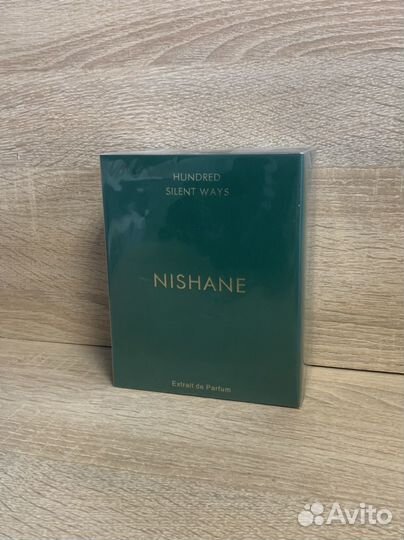 HUNDRED
SILENT WAYS
NISHANE
Extrait de Parfum
Avito